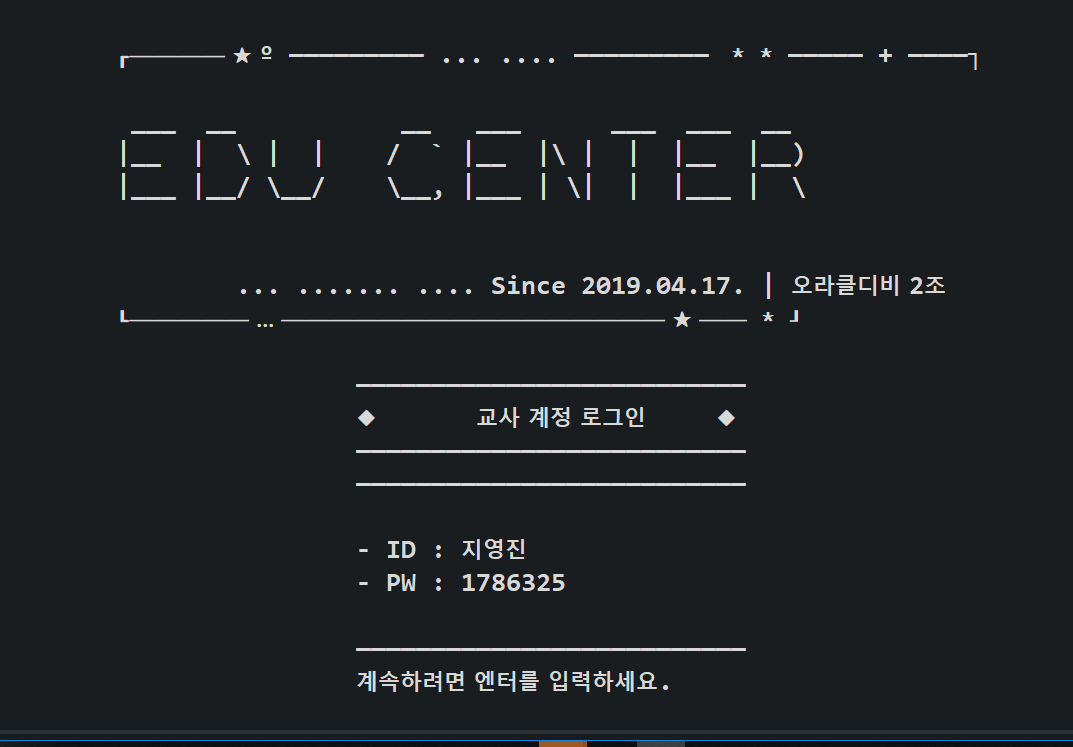 EDU CENTER
... ....... .... Since 2019.04.17. | 오라클디비 2조
◆ 교사 계정 로그인 ◆
- ID : 지영진
- PW : 1786325
계속하려면 엔터를 입력하세요.